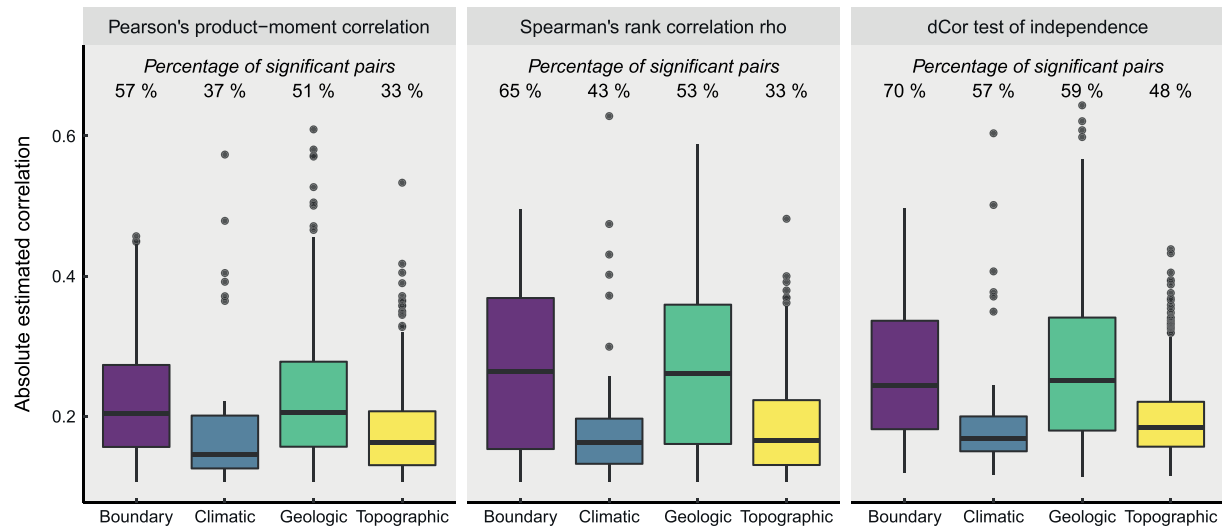 Pearson's product−moment correlation
Spearman's rank correlation rho
dCor test of independence
Percentage of significant pairs
57 % 37 % 51 % 33 %
Percentage of significant pairs
65 % 43 % 53 % 33 %
Percentage of significant pairs
70 % 57 % 59 % 48 %
Absolute estimated correlation
0.6
0.4
0.2
Boundary Climatic Geologic Topographic
Boundary Climatic Geologic Topographic
Boundary Climatic Geologic Topographic